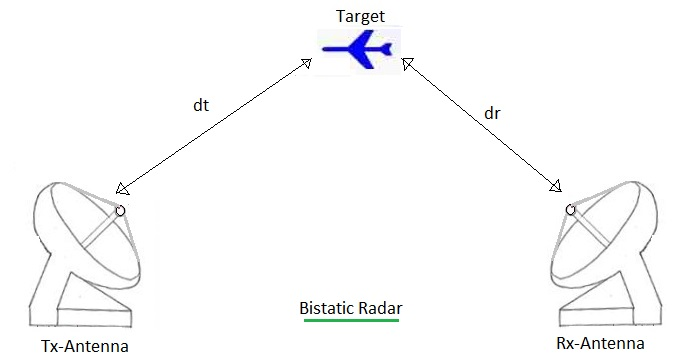 Target
dt
dr
Bistatic Radar
Tx-Antenna
Rx-Antenna